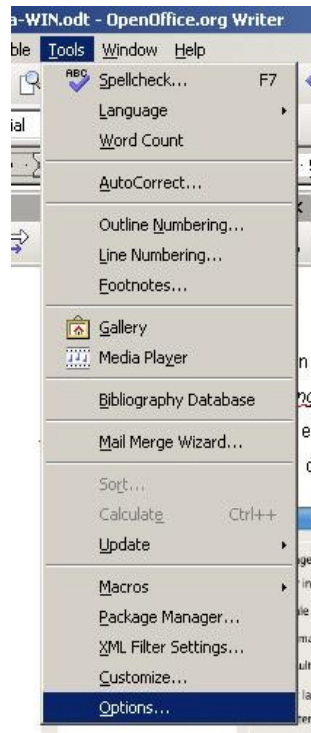 a-WIN.odt - OpenOffice.org Writer
ble Tools Window Help
ial
ABC Spellcheck... F7
Language
Word Count
AutoCorrect...
Outline Numbering...
Line Numbering...
Footnotes...
Gallery
Media Player
Bibliography Database
Mail Merge Wizard...
Sort...
Calculate Ctrl++
Update
Macros
Package Manager...
XML Filter Settings...
Customize...
Options...